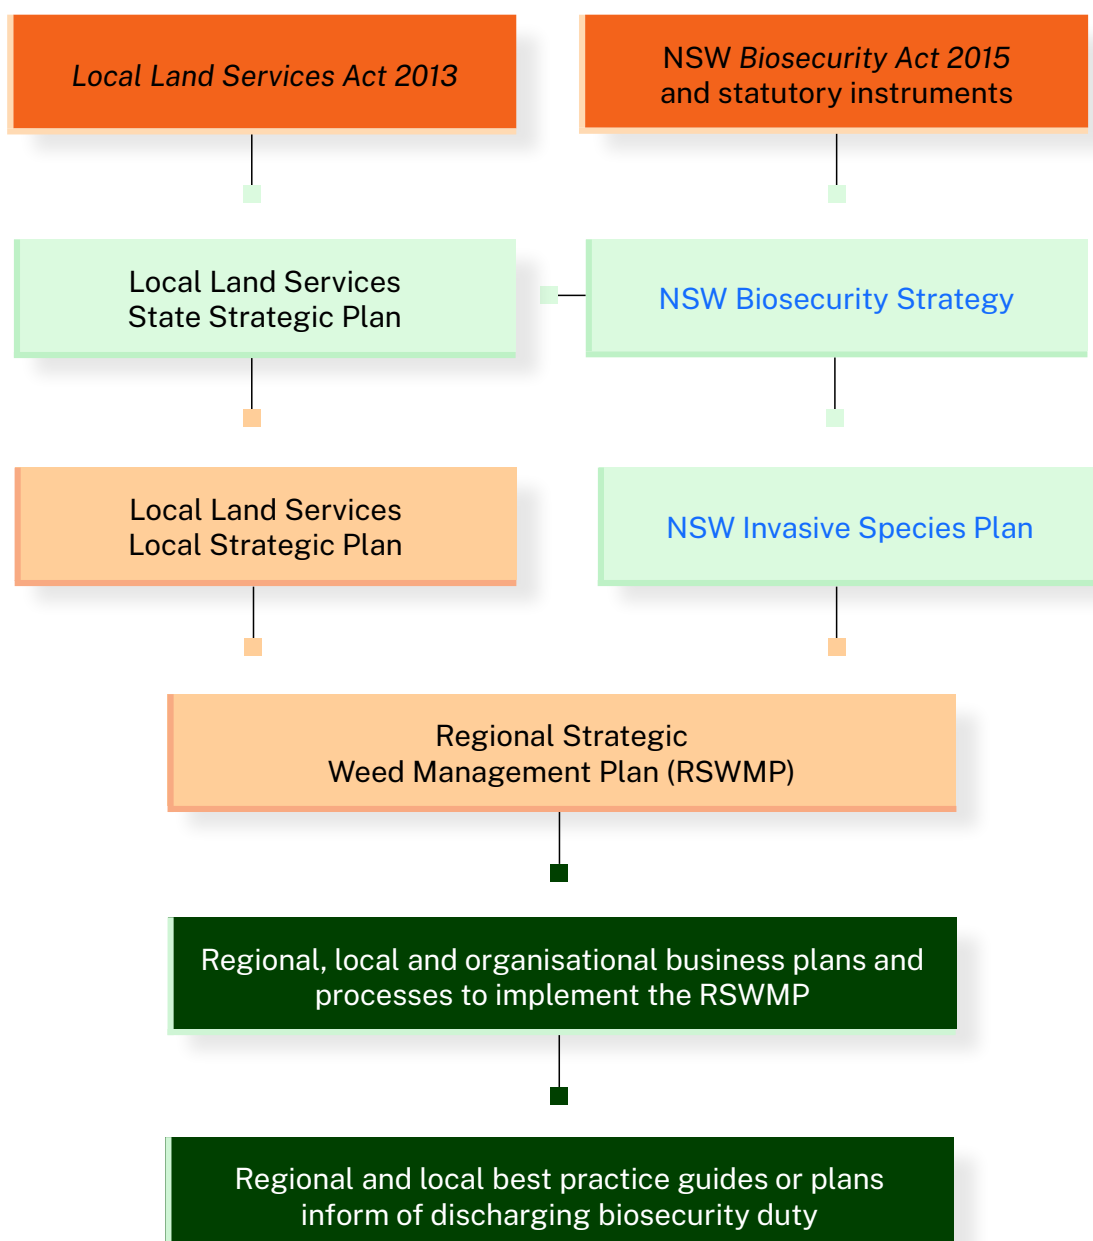 Local Land Services Act 2013
NSW Biosecurity Act 2015
and statutory instruments
Local Land Services
State Strategic Plan
NSW Biosecurity Strategy
Local Land Services
Local Strategic Plan
NSW Invasive Species Plan
Regional Strategic
Weed Management Plan (RSWMP)
Regional, local and organisational business plans and
processes to implement the RSWMP
Regional and local best practice guides or plans
inform of discharging biosecurity duty